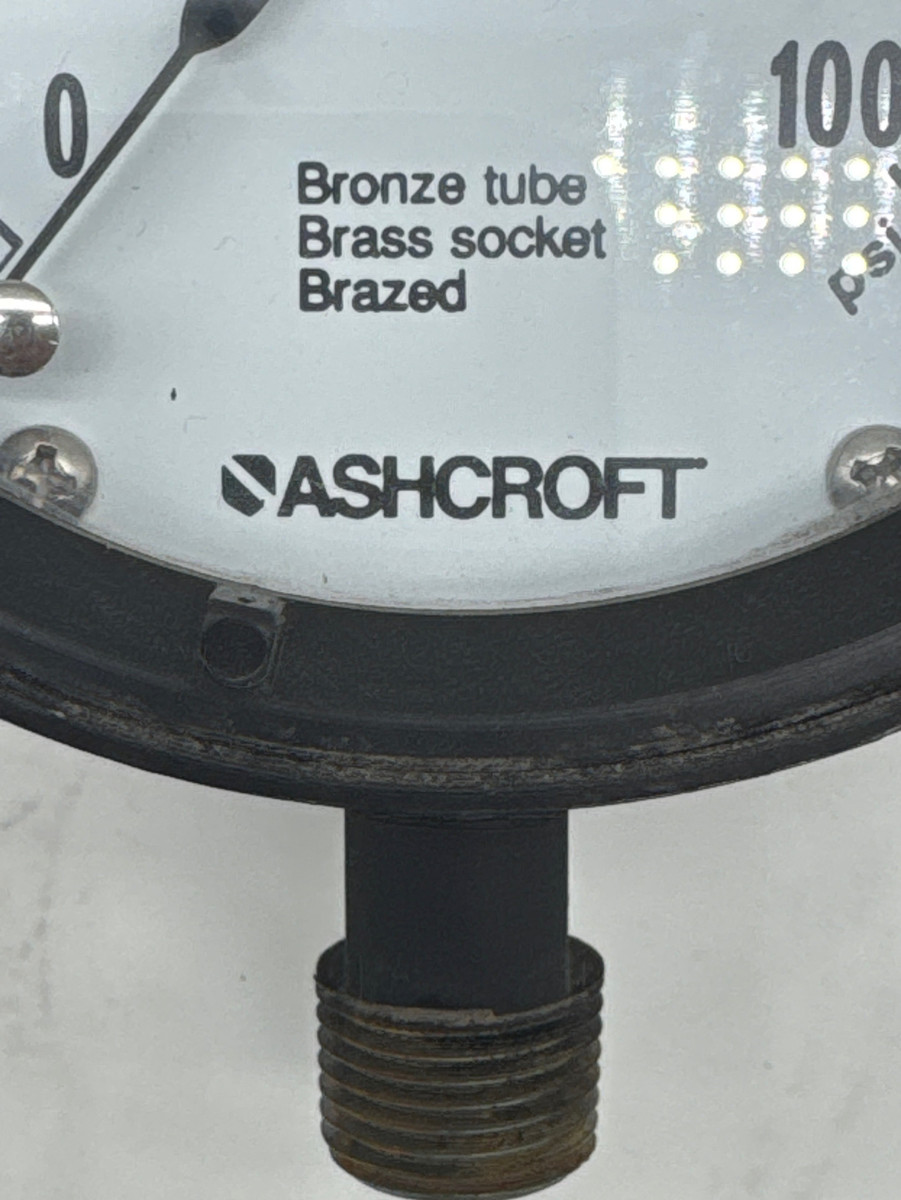 0
100
psi
Bronze tube
Brass socket
Brazed
ASHCROFT